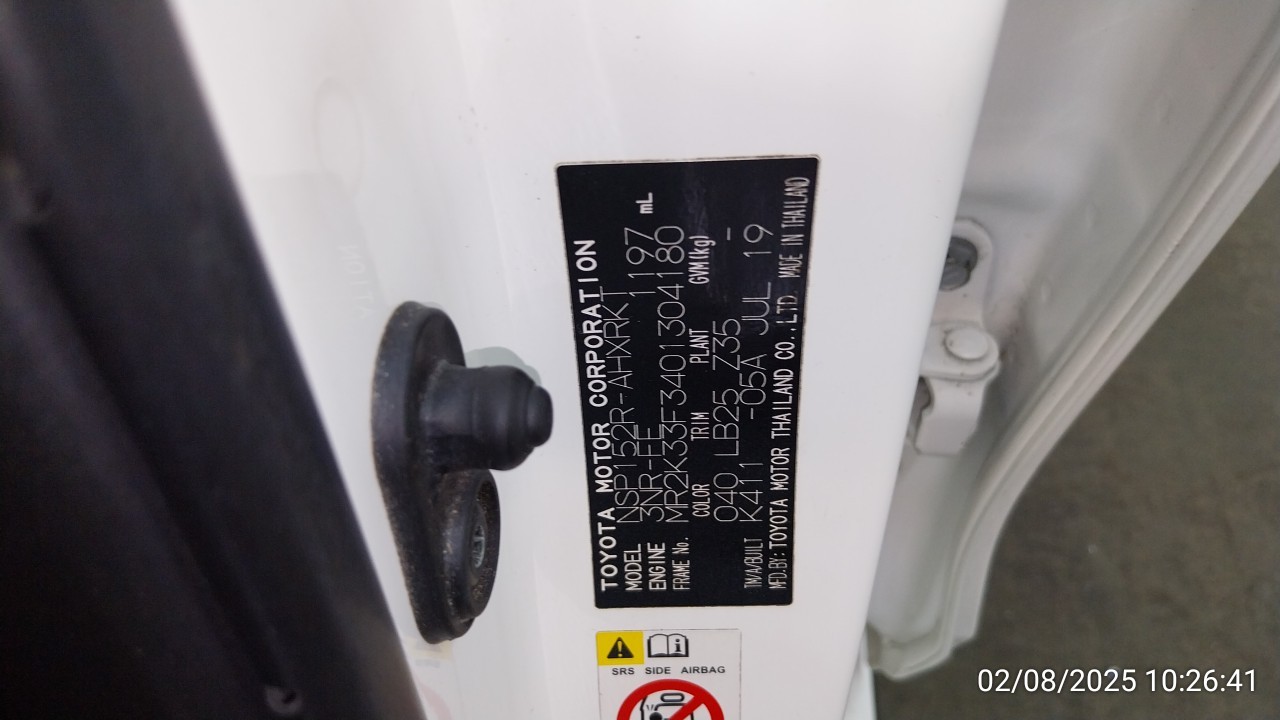 TOYOTA MOTOR CORPORATION
MODEL NSP152R-AHXRKT
ENGINE 3NR-FE 1197 mL
FRAME No. MR2K33F3401304180
COLOR TRIM PLANT GVM(kg)
040 LB25 Z35 -
TM/A/BUILT K411 -05A JUL 19
MFD.BY: TOYOTA MOTOR THAILAND CO.,LTD. MADE IN THAILAND
SRS SIDE AIRBAG
02/08/2025 10:26:41